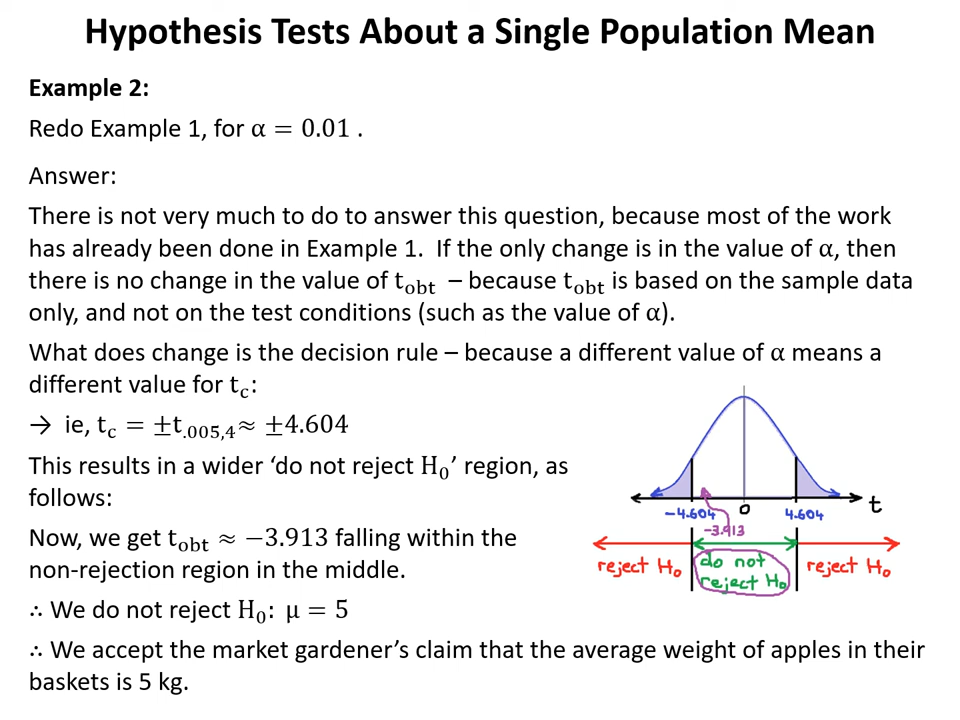 Hypothesis Tests About a Single Population Mean
Example 2:
Redo Example 1, for α = 0.01 .
Answer:
There is not very much to do to answer this question, because most of the work
has already been done in Example 1.  If the only change is in the value of α, then
there is no change in the value of t_obt – because t_obt is based on the sample data
only, and not on the test conditions (such as the value of α).
What does change is the decision rule – because a different value of α means a
different value for t_c:
→ ie, t_c = ±t_.005,4 ≈ ±4.604
This results in a wider ‘do not reject H₀’ region, as
follows:
Now, we get t_obt ≈ −3.913 falling within the
non-rejection region in the middle.
∴ We do not reject H₀: μ = 5
∴ We accept the market gardener’s claim that the average weight of apples in their
baskets is 5 kg.
t
−4.604 0 4.604
−3.913
reject H₀ do not reject H₀
reject H₀